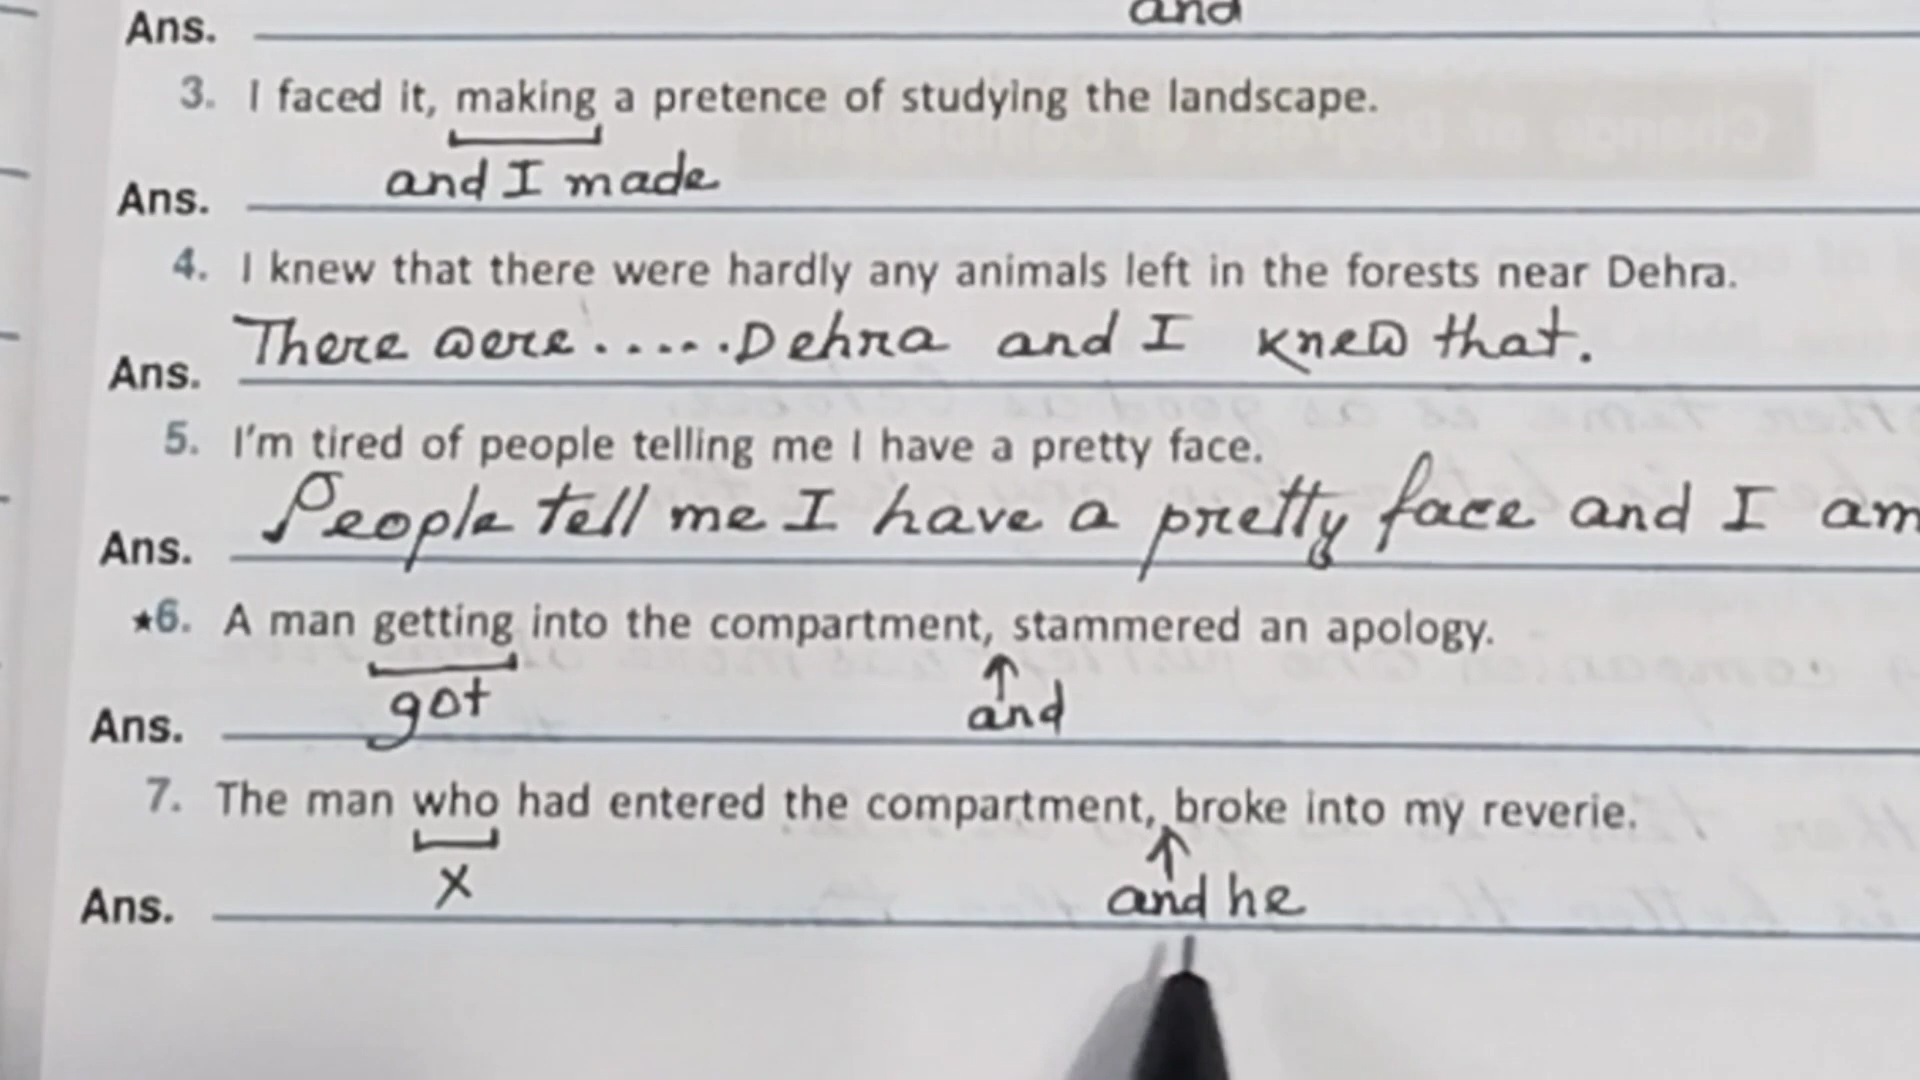 and
Ans.
3. I faced it, making a pretence of studying the landscape.
and I made
Ans.
4. I knew that there were hardly any animals left in the forests near Dehra.
There were.....Dehra and I knew that.
Ans.
5. I'm tired of people telling me I have a pretty face.
People tell me I have a pretty face and I am
Ans.
★6. A man getting into the compartment, stammered an apology.
got and
Ans.
7. The man who had entered the compartment, broke into my reverie.
x and he
Ans.